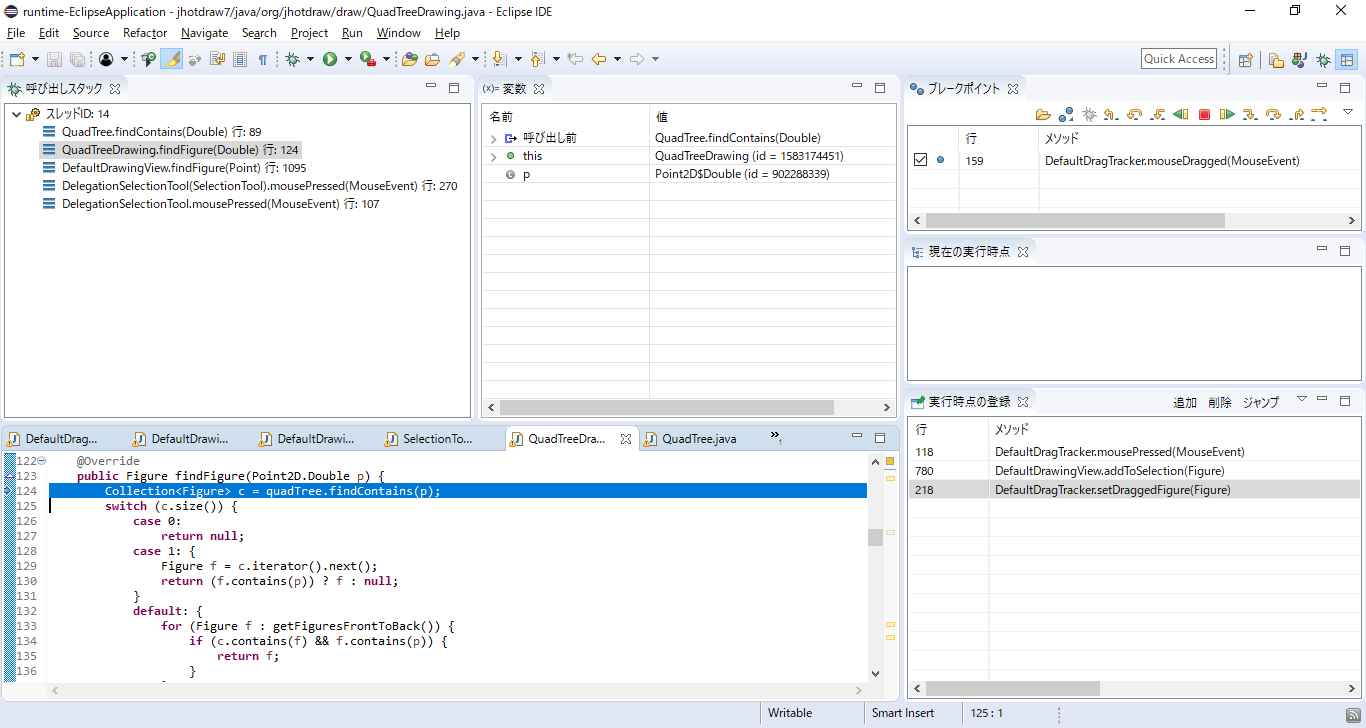 runtime-EclipseApplication - jhotdraw7/java/org/jhotdraw/draw/QuadTreeDrawing.java - Eclipse IDE
File Edit Source Refactor Navigate Search Project Run Window Help
Quick Access
呼び出しスタック
スレッドID: 14
QuadTree.findContains(Double) 行: 89
QuadTreeDrawing.findFigure(Double) 行: 124
DefaultDrawingView.findFigure(Point) 行: 1095
DelegationSelectionTool(SelectionTool).mousePressed(MouseEvent) 行: 270
DelegationSelectionTool.mousePressed(MouseEvent) 行: 107
(x)= 変数
名前 値
呼び出し前 QuadTree.findContains(Double)
this QuadTreeDrawing (id = 1583174451)
p Point2D$Double (id = 902288339)
ブレークポイント
行 メソッド
159 DefaultDragTracker.mouseDragged(MouseEvent)
現在の実行時点
実行時点の登録
追加 削除 ジャンプ
行 メソッド
118 DefaultDragTracker.mousePressed(MouseEvent)
780 DefaultDrawingView.addToSelection(Figure)
218 DefaultDragTracker.setDraggedFigure(Figure)
DefaultDrag... DefaultDrawi... DefaultDrawi... SelectionTo... QuadTreeDra... QuadTree.java »1
122 @Override
123 public Figure findFigure(Point2D.Double p) {
124 Collection<Figure> c = quadTree.findContains(p);
125 switch (c.size()) {
126 case 0:
127 return null;
128 case 1: {
129 Figure f = c.iterator().next();
130 return (f.contains(p)) ? f : null;
131 }
132 default: {
133 for (Figure f : getFiguresFrontToBack()) {
134 if (c.contains(f) && f.contains(p)) {
135 return f;
136 }
Writable Smart Insert 125 : 1